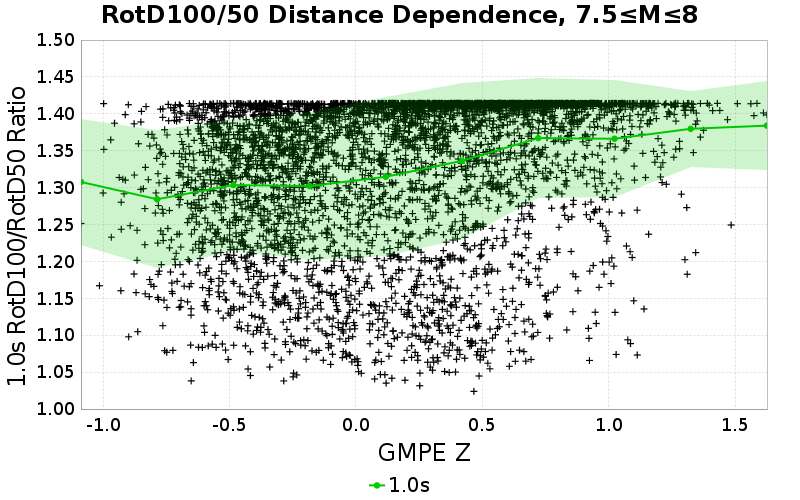 RotD100/50 Distance Dependence, 7.5≤M≤8
1.0s RotD100/RotD50 Ratio
1.50
1.45
1.40
1.35
1.30
1.25
1.20
1.15
1.10
1.05
1.00
-1.0 -0.5 0.0 0.5 1.0 1.5
GMPE Z
1.0s